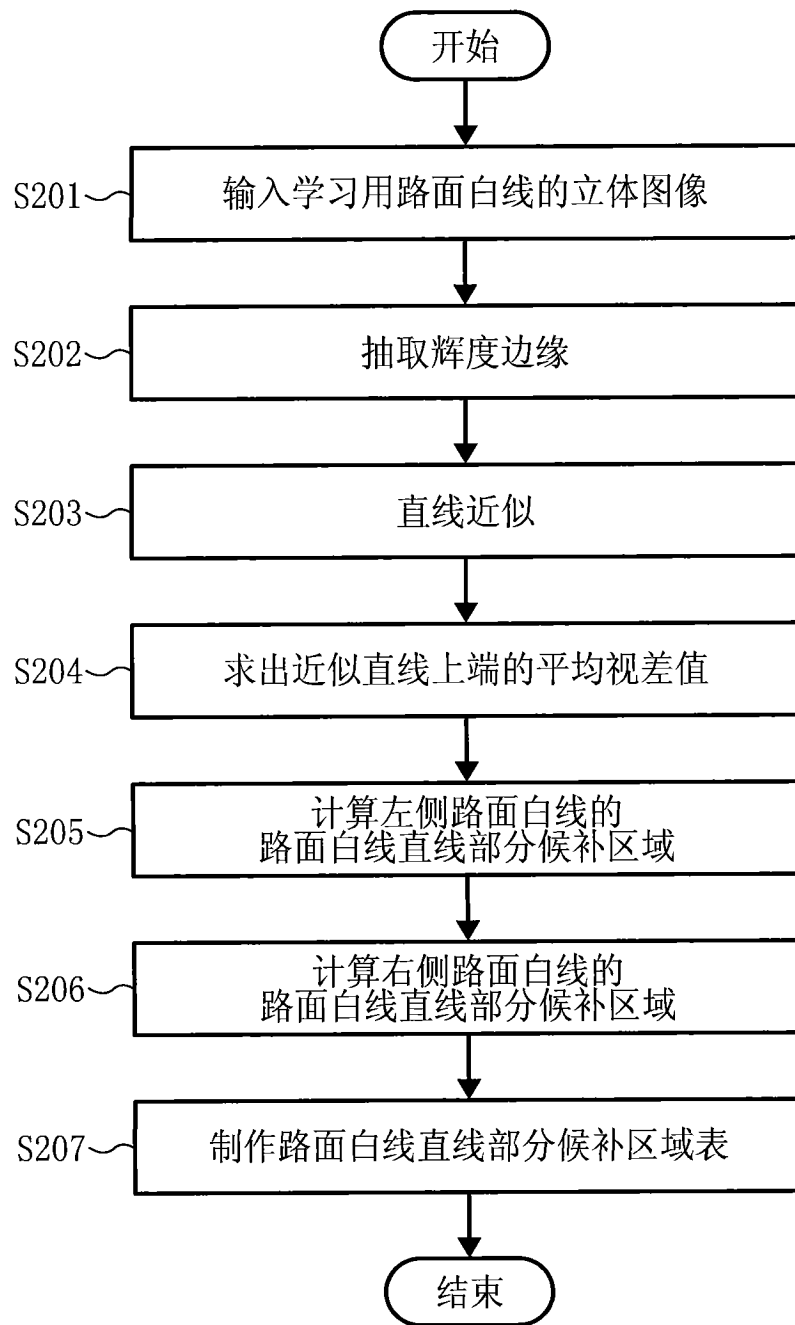 开始
S201
输入学习用路面白线的立体图像
S202
抽取辉度边缘
S203
直线近似
S204
求出近似直线上端的平均视差值
S205
计算左侧路面白线的
路面白线直线部分候补区域
S206
计算右侧路面白线的
路面白线直线部分候补区域
S207
制作路面白线直线部分候补区域表
结束